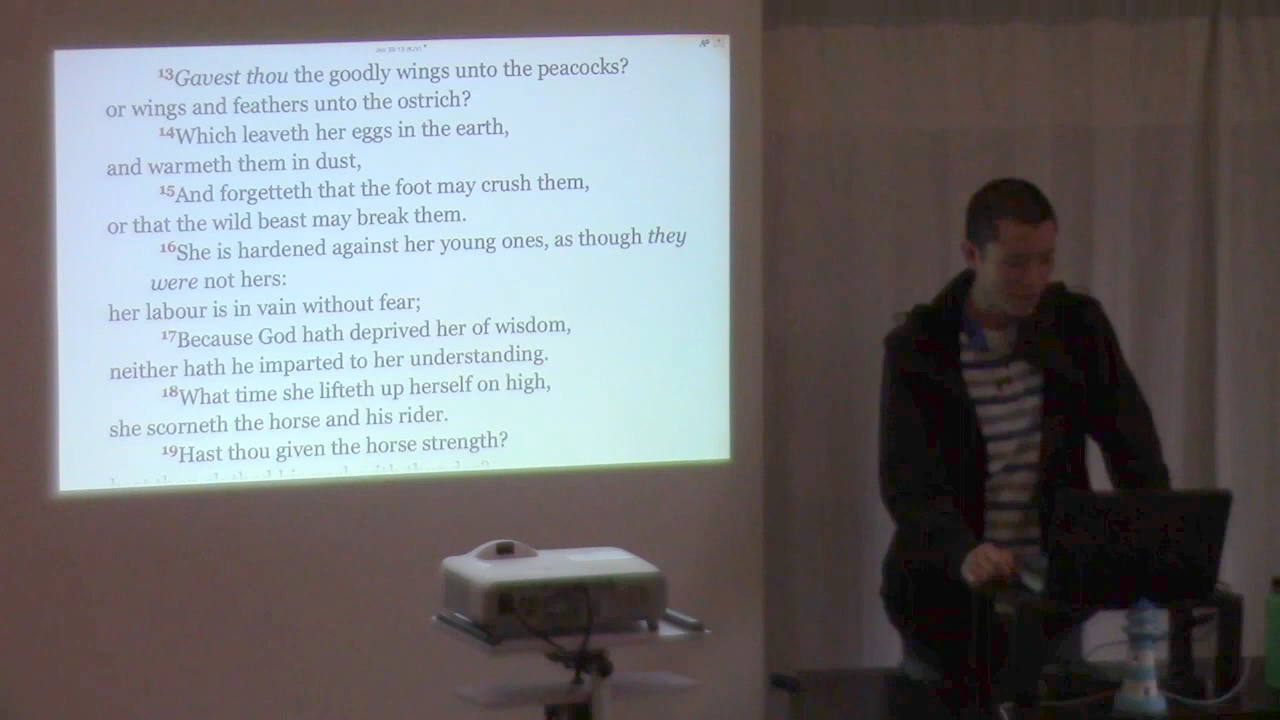 Job 39:13 (KJV)
13Gavest thou the goodly wings unto the peacocks?
or wings and feathers unto the ostrich?
14Which leaveth her eggs in the earth,
and warmeth them in dust,
15And forgetteth that the foot may crush them,
or that the wild beast may break them.
16She is hardened against her young ones, as though they
were not hers:
her labour is in vain without fear;
17Because God hath deprived her of wisdom,
neither hath he imparted to her understanding.
18What time she lifteth up herself on high,
she scorneth the horse and his rider.
19Hast thou given the horse strength?